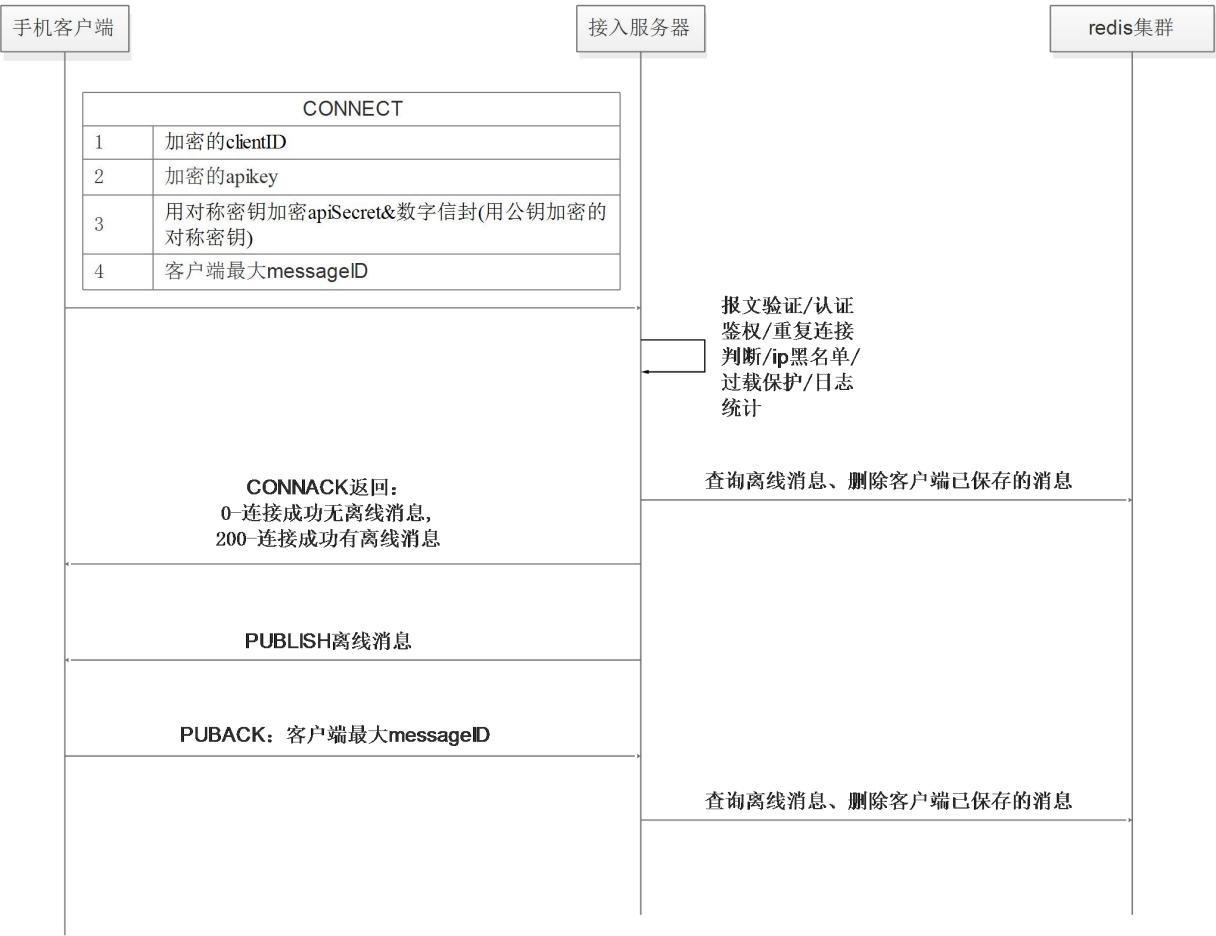 手机客户端
接入服务器
redis集群
CONNECT
1
加密的clientID
2
加密的apikey
3
用对称密钥加密apiSecret&数字信封(用公钥加密的
对称密钥)
4
客户端最大messageID
报文验证/认证
鉴权/重复连接
判断/ip黑名单/
过载保护/日志
统计
查询离线消息、删除客户端已保存的消息
CONNACK返回：
0-连接成功无离线消息,
200-连接成功有离线消息
PUBLISH离线消息
PUBACK：客户端最大messageID
查询离线消息、删除客户端已保存的消息